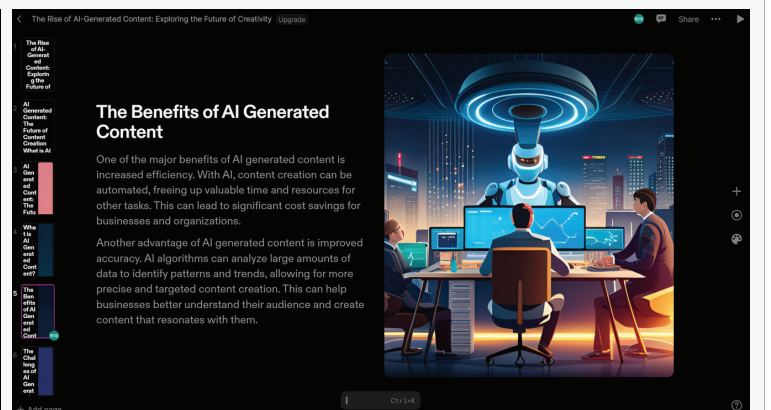 The Rise of AI-Generated Content: Exploring the Future of Creativity
Upgrade
Share
1
The Rise
of AI-
Generat
ed
Content:
Explorin
g the
Future of
2
AI
Generated
Content:
The
Future of
Content
Creation
What is AI
3
AI
Gen
erat
ed
Cont
ent:
The
Futu
4
Wha
t is
AI
Gen
erat
ed
Cont
ent?
5
The
Ben
efits
of AI
Gen
erat
ed
Cont
6
The
Chal
leng
es of
AI
Gen
erat
+ Add page
The Benefits of AI Generated
Content
One of the major benefits of AI generated content is
increased efficiency. With AI, content creation can be
automated, freeing up valuable time and resources for
other tasks. This can lead to significant cost savings for
businesses and organizations.
Another advantage of AI generated content is improved
accuracy. AI algorithms can analyze large amounts of
data to identify patterns and trends, allowing for more
precise and targeted content creation. This can help
businesses better understand their audience and create
content that resonates with them.
Ctrl+K